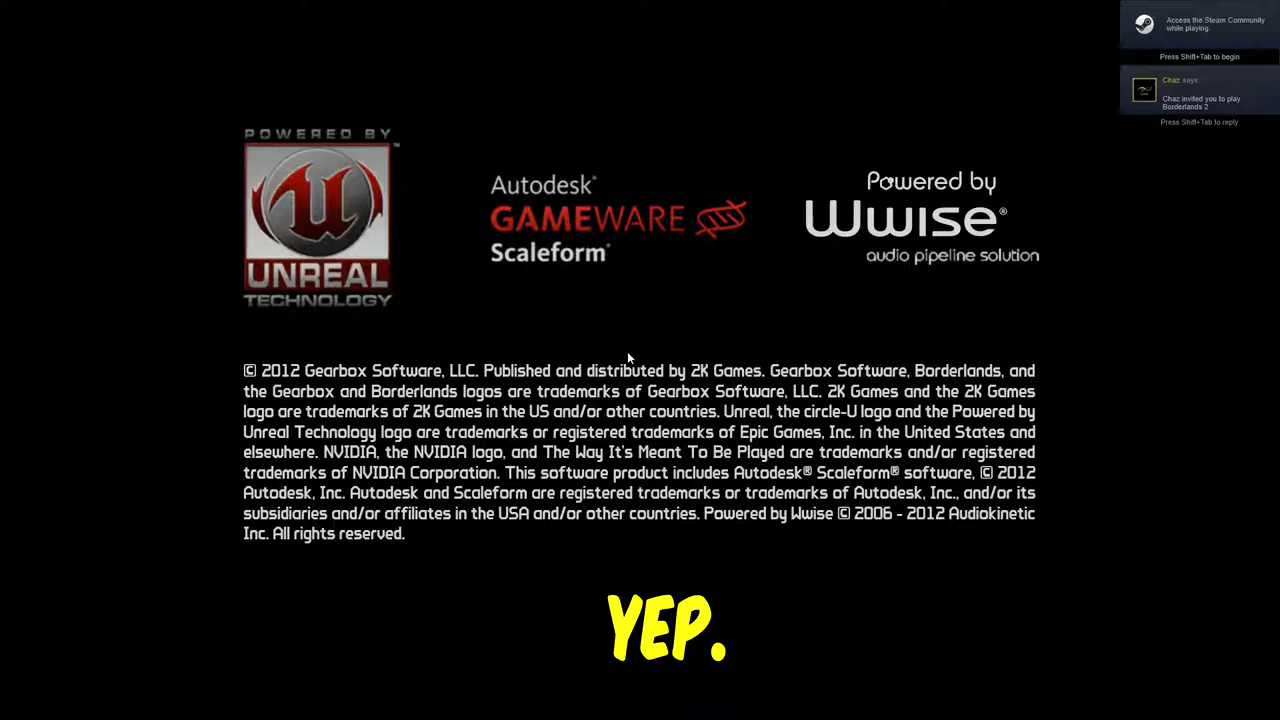 Access the Steam Community
while playing.
Press Shift+Tab to begin
Chaz says
Chaz invited you to play
Borderlands 2
Press Shift+Tab to reply
POWERED BY
UNREAL
TECHNOLOGY
™
Autodesk®
GAMEWARE
Scaleform®
Powered by
Wwise®
audio pipeline solution
© 2012 Gearbox Software, LLC. Published and distributed by 2K Games. Gearbox Software, Borderlands, and
the Gearbox and Borderlands logos are trademarks of Gearbox Software, LLC. 2K Games and the 2K Games
logo are trademarks of 2K Games in the US and/or other countries. Unreal, the circle-U logo and the Powered by
Unreal Technology logo are trademarks or registered trademarks of Epic Games, Inc. in the United States and
elsewhere. NVIDIA, the NVIDIA logo, and The Way It's Meant To Be Played are trademarks and/or registered
trademarks of NVIDIA Corporation. This software product includes Autodesk® Scaleform® software, © 2012
Autodesk, Inc. Autodesk and Scaleform are registered trademarks or trademarks of Autodesk, Inc., and/or its
subsidiaries and/or affiliates in the USA and/or other countries. Powered by Wwise © 2006 - 2012 Audiokinetic
Inc. All rights reserved.
YEP.